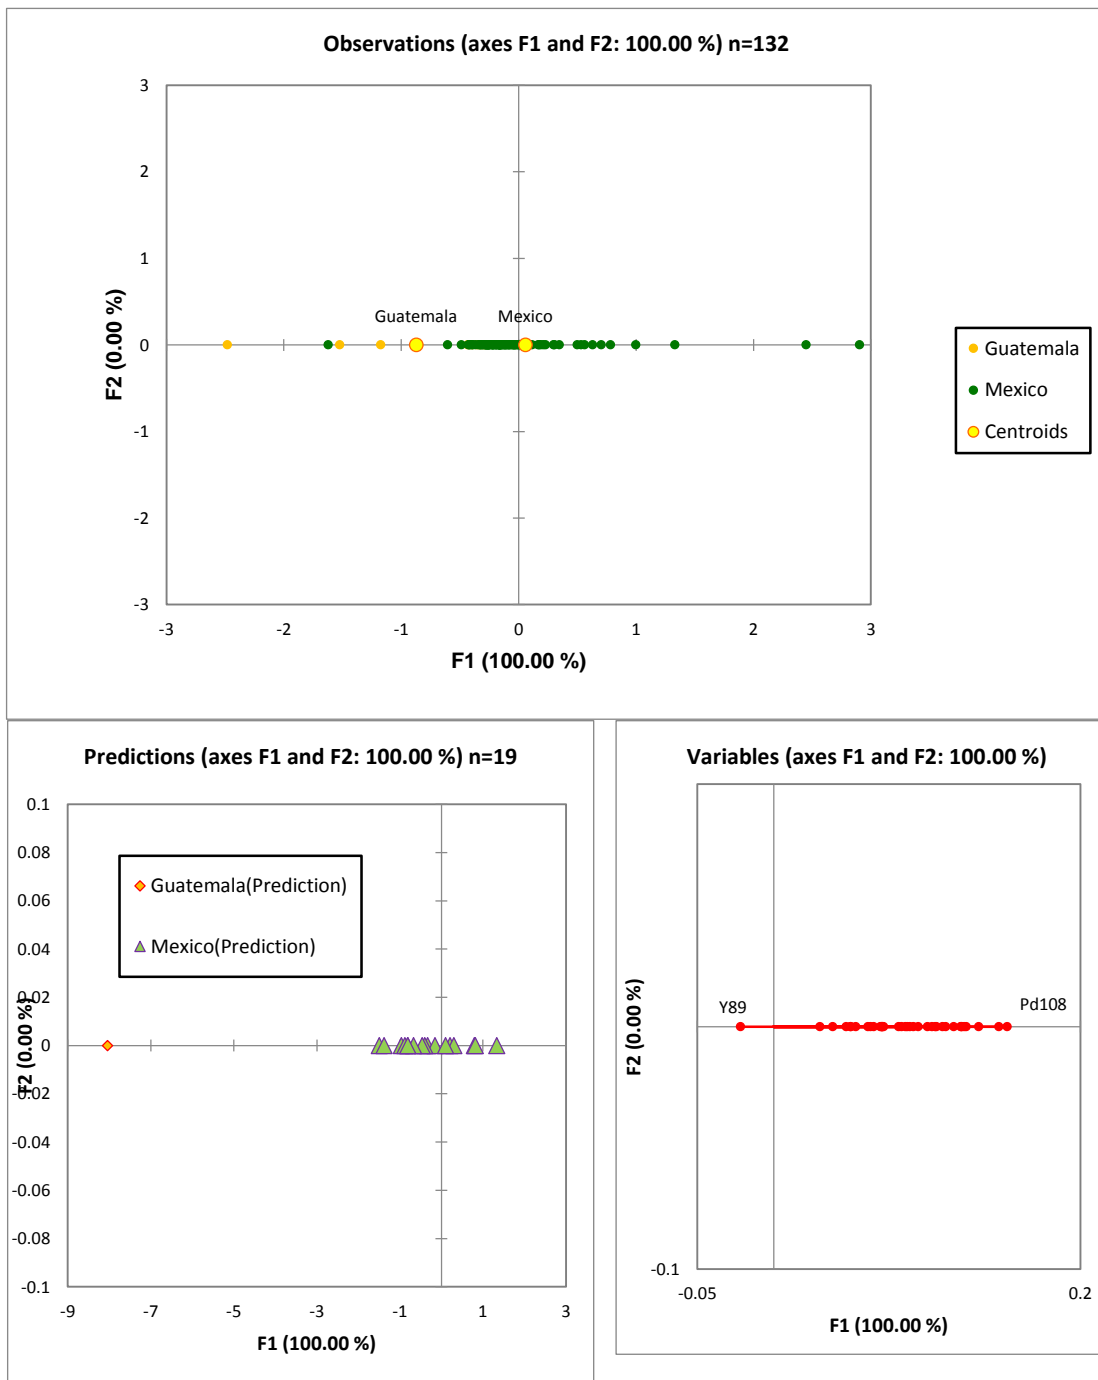 Observations (axes F1 and F2: 100.00 %) n=132
3
2
1
0
-1
-2
-3
F2 (0.00 %)
Guatemala
Mexico
-3
-2
-1
0
1
2
3
F1 (100.00 %)
Guatemala
Mexico
Centroids
Predictions (axes F1 and F2: 100.00 %) n=19
0.1
0.08
0.06
0.04
0.02
0
-0.02
-0.04
-0.06
-0.08
-0.1
F2 (0.00 %)
Guatemala(Prediction)
Mexico(Prediction)
-9
-7
-5
-3
-1
1
3
F1 (100.00 %)
Variables (axes F1 and F2: 100.00 %)
F2 (0.00 %)
Y89
Pd108
-0.1
-0.05
0.2
F1 (100.00 %)